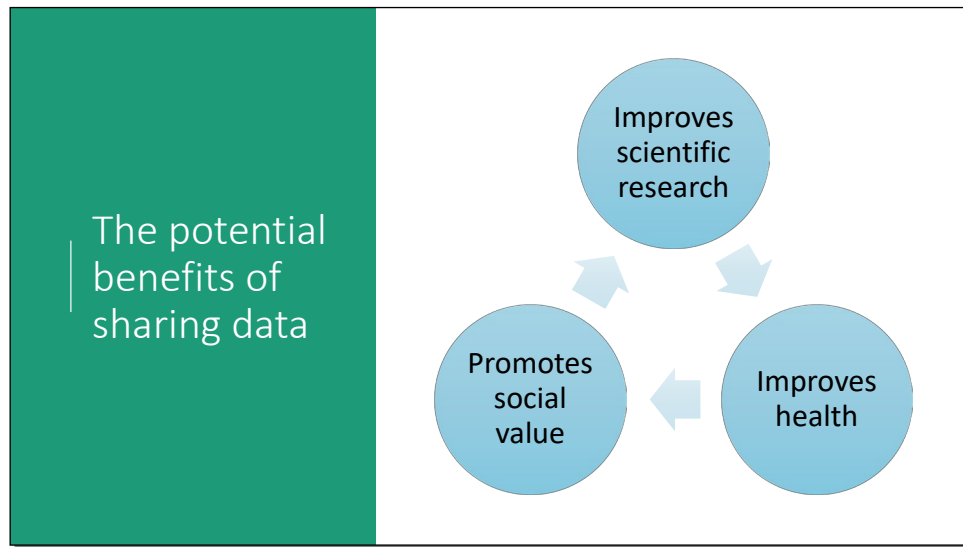 The potential
benefits of
sharing data
Improves
scientific
research
Improves
health
Promotes
social
value